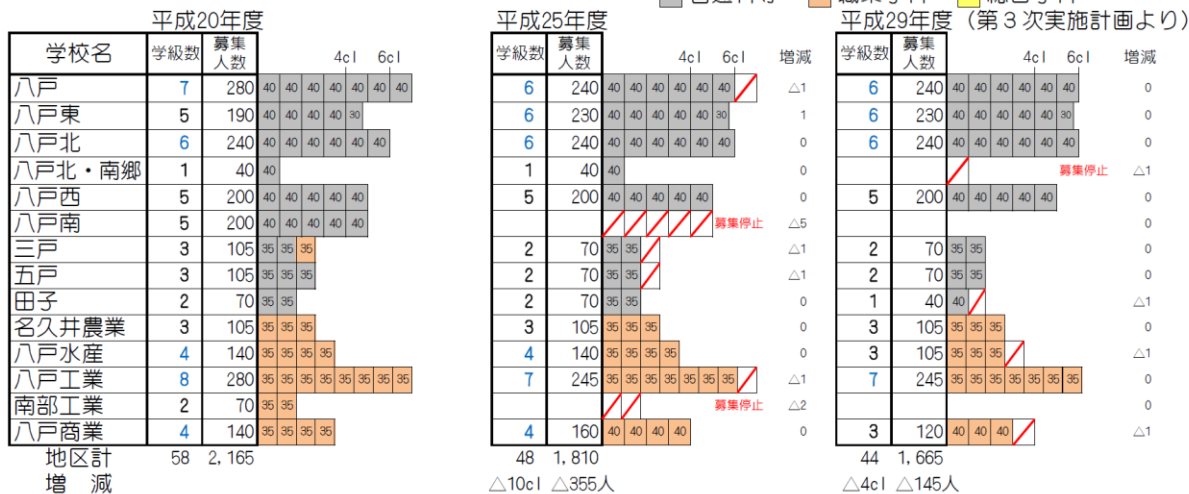 平成20年度 平成25年度 平成29年度(第3次実施計画より)
学校名 学級数 募集人数 4cl 6cl 学級数 募集人数 4cl 6cl 増減 学級数 募集人数 4cl 6cl 増減
八戸 7 280 40 40 40 40 40 40 40 6 240 40 40 40 40 40 40 △1 6 240 40 40 40 40 40 40 0
八戸東 5 190 40 40 40 40 30 6 230 40 40 40 40 40 30 1 6 230 40 40 40 40 40 30 0
八戸北 6 240 40 40 40 40 40 40 6 240 40 40 40 40 40 40 0 6 240 40 40 40 40 40 40 0
八戸北・南郷 1 40 40 1 40 40 0 募集停止 △1
八戸西 5 200 40 40 40 40 40 5 200 40 40 40 40 40 0 5 200 40 40 40 40 40 0
八戸南 5 200 40 40 40 40 40 募集停止 △5 0
三戸 3 105 35 35 35 2 70 35 35 △1 2 70 35 35 0
五戸 3 105 35 35 35 2 70 35 35 △1 2 70 35 35 0
田子 2 70 35 35 2 70 35 35 0 1 40 40 △1
名久井農業 3 105 35 35 35 3 105 35 35 35 0 3 105 35 35 35 0
八戸水産 4 140 35 35 35 35 4 140 35 35 35 35 0 3 105 35 35 35 △1
八戸工業 8 280 35 35 35 35 35 35 35 35 7 245 35 35 35 35 35 35 35 △1 7 245 35 35 35 35 35 35 35 0
南部工業 2 70 35 35 募集停止 △2 0
八戸商業 4 140 35 35 35 35 4 160 40 40 40 40 0 3 120 40 40 40 △1
地区計 58 2,165 48 1,810 44 1,665
増 減 △10cl △355人 △4cl △145人